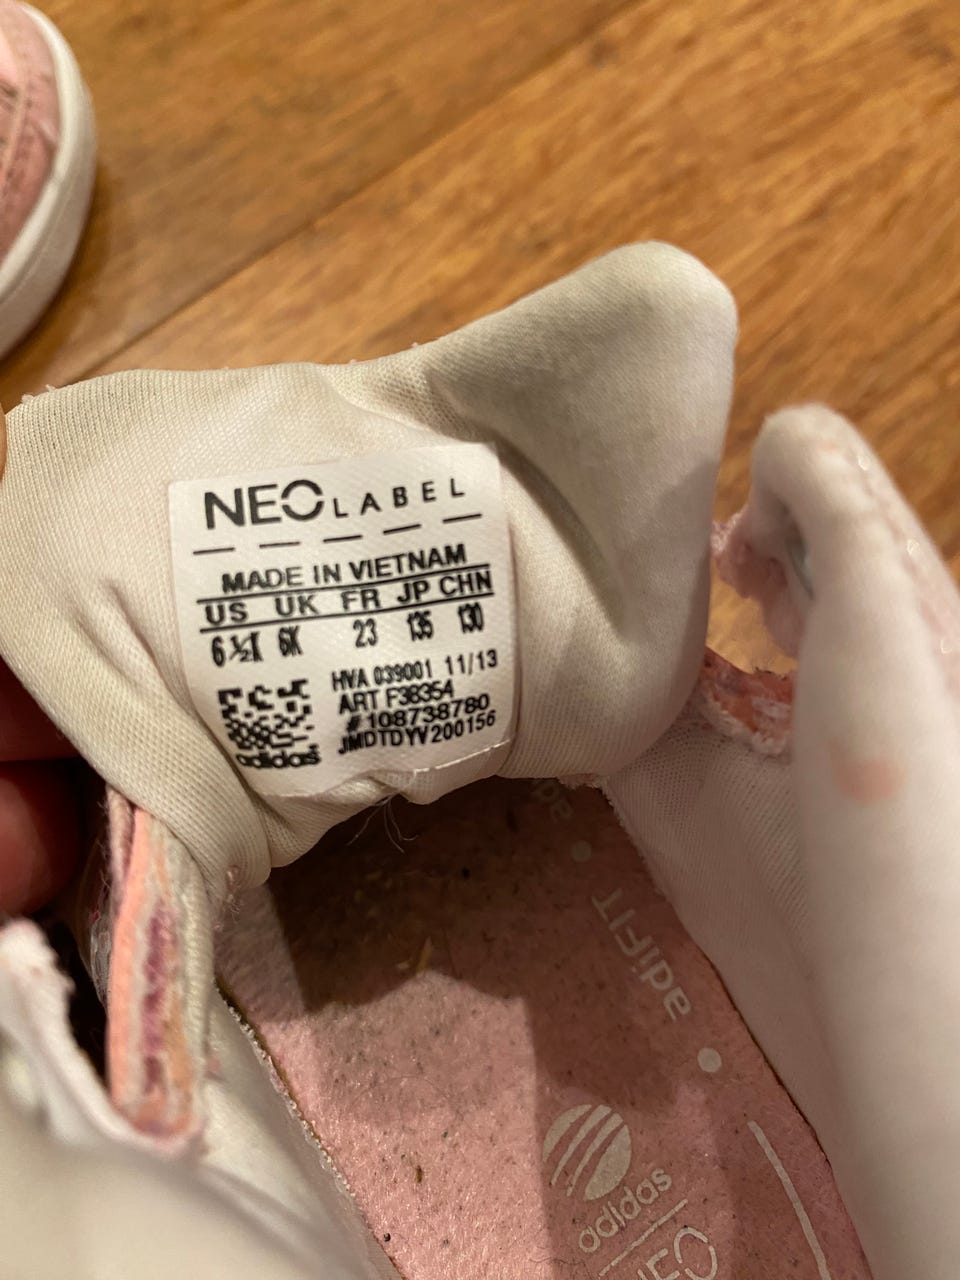 NEO LABEL
MADE IN VIETNAM
US UK FR JP CHN
6½K 6K 23 135 130
HVA 039001 11/13
ART F38354
# 108738780
JMDTDYV200156
adidas
adiFIT
adidas
NEO